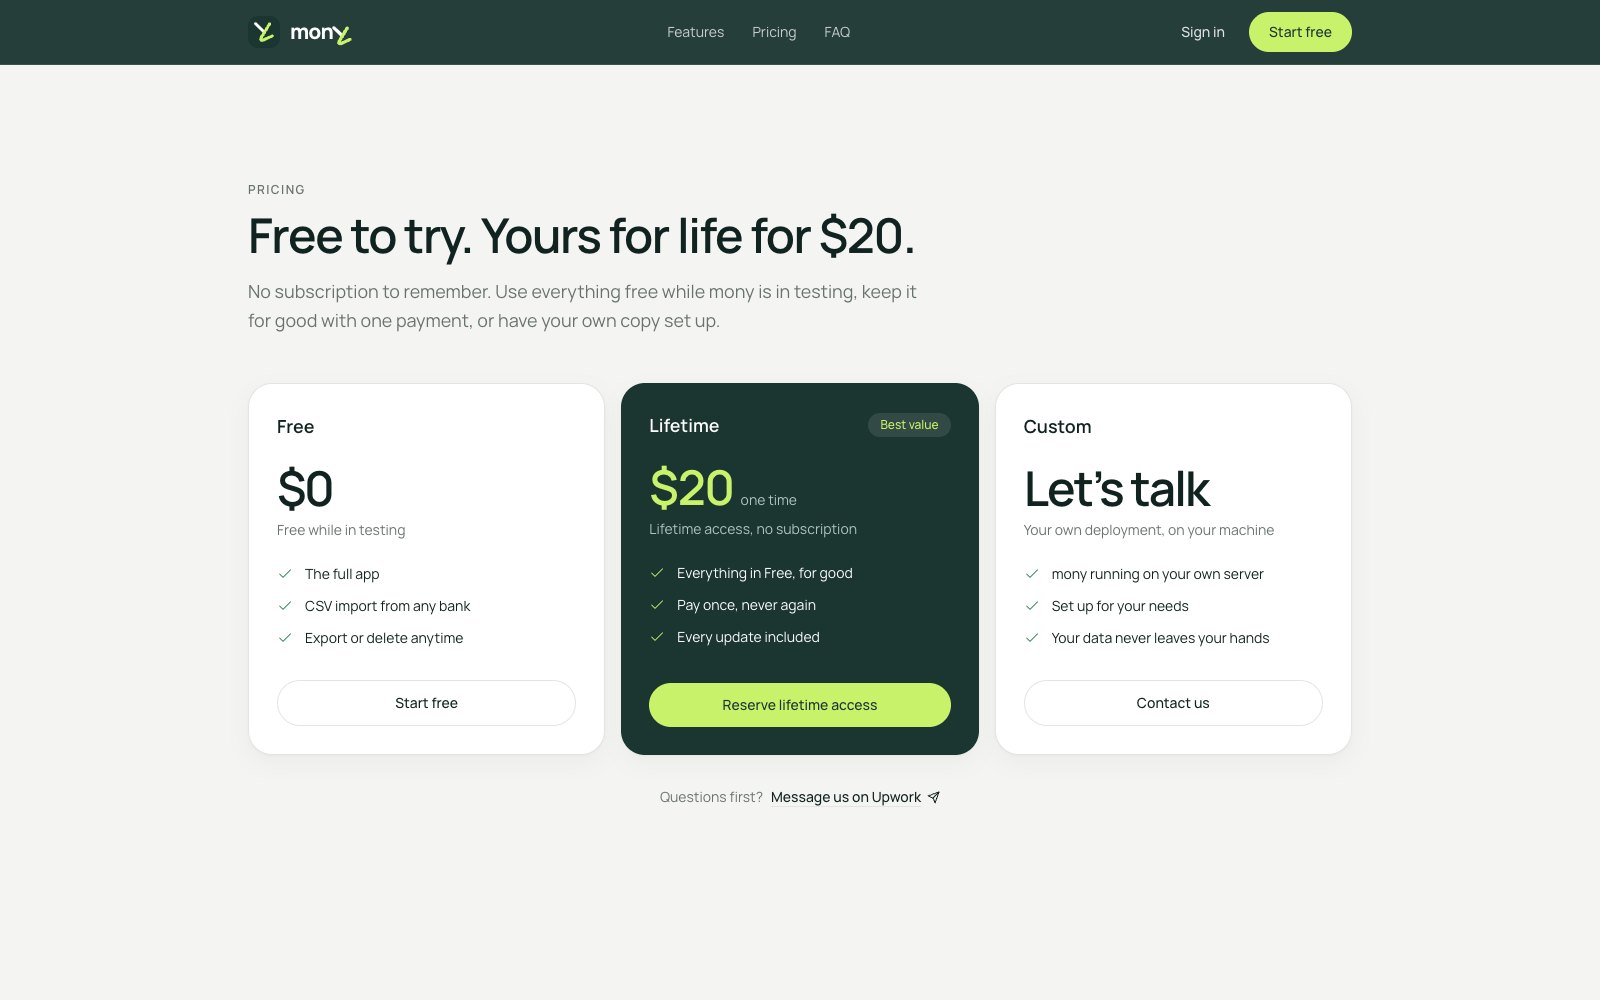 mony
Features
Pricing
FAQ
Sign in
Start free
PRICING
Free to try. Yours for life for $20.
No subscription to remember. Use everything free while mony is in testing, keep it
for good with one payment, or have your own copy set up.
Free
$0
Free while in testing
The full app
CSV import from any bank
Export or delete anytime
Start free
Lifetime
Best value
$20 one time
Lifetime access, no subscription
Everything in Free, for good
Pay once, never again
Every update included
Reserve lifetime access
Custom
Let’s talk
Your own deployment, on your machine
mony running on your own server
Set up for your needs
Your data never leaves your hands
Contact us
Questions first? Message us on Upwork